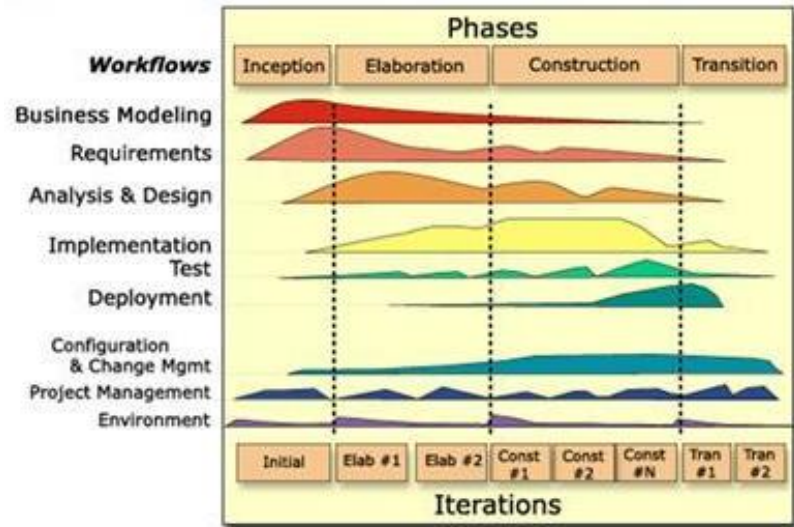 Phases
Workflows Inception Elaboration Construction Transition
Business Modeling
Requirements
Analysis & Design
Implementation
Test
Deployment
Configuration
& Change Mgmt
Project Management
Environment
Initial Elab #1 Elab #2 Const #1 Const #2 Const #N Tran #1 Tran #2
Iterations